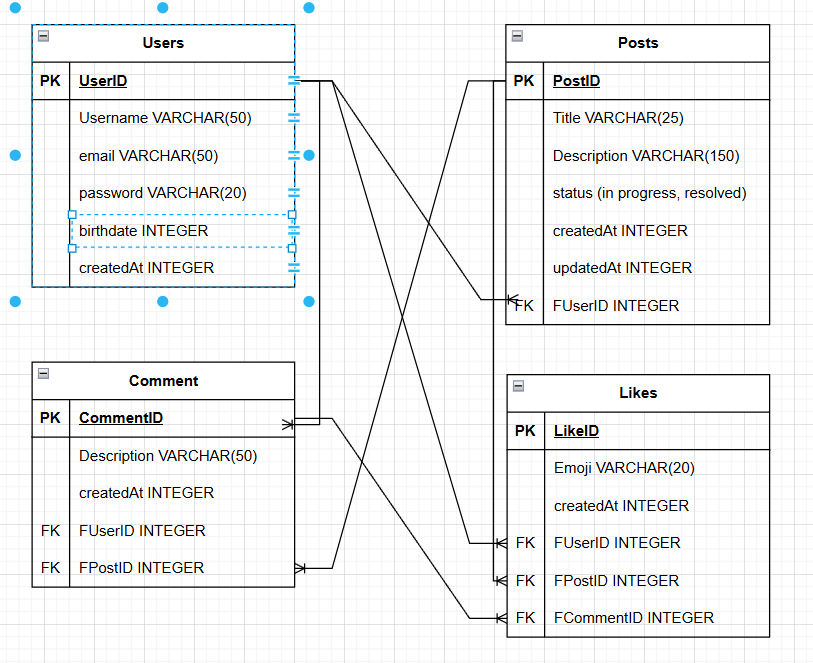 Users
PK UserID
Username VARCHAR(50)
email VARCHAR(50)
password VARCHAR(20)
birthdate INTEGER
createdAt INTEGER
Posts
PK PostID
Title VARCHAR(25)
Description VARCHAR(150)
status (in progress, resolved)
createdAt INTEGER
updatedAt INTEGER
FK FUserID INTEGER
Comment
PK CommentID
Description VARCHAR(50)
createdAt INTEGER
FK FUserID INTEGER
FK FPostID INTEGER
Likes
PK LikeID
Emoji VARCHAR(20)
createdAt INTEGER
FK FUserID INTEGER
FK FPostID INTEGER
FK FCommentID INTEGER